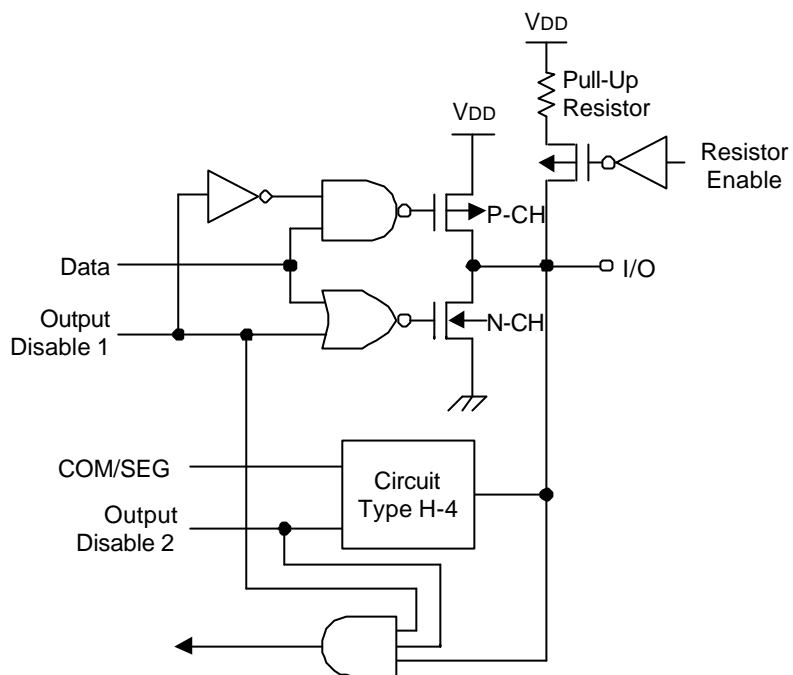 VDD
Pull-Up
Resistor
VDD
Resistor
Enable
P-CH
Data
I/O
Output
Disable 1
N-CH
COM/SEG
Circuit
Type H-4
Output
Disable 2